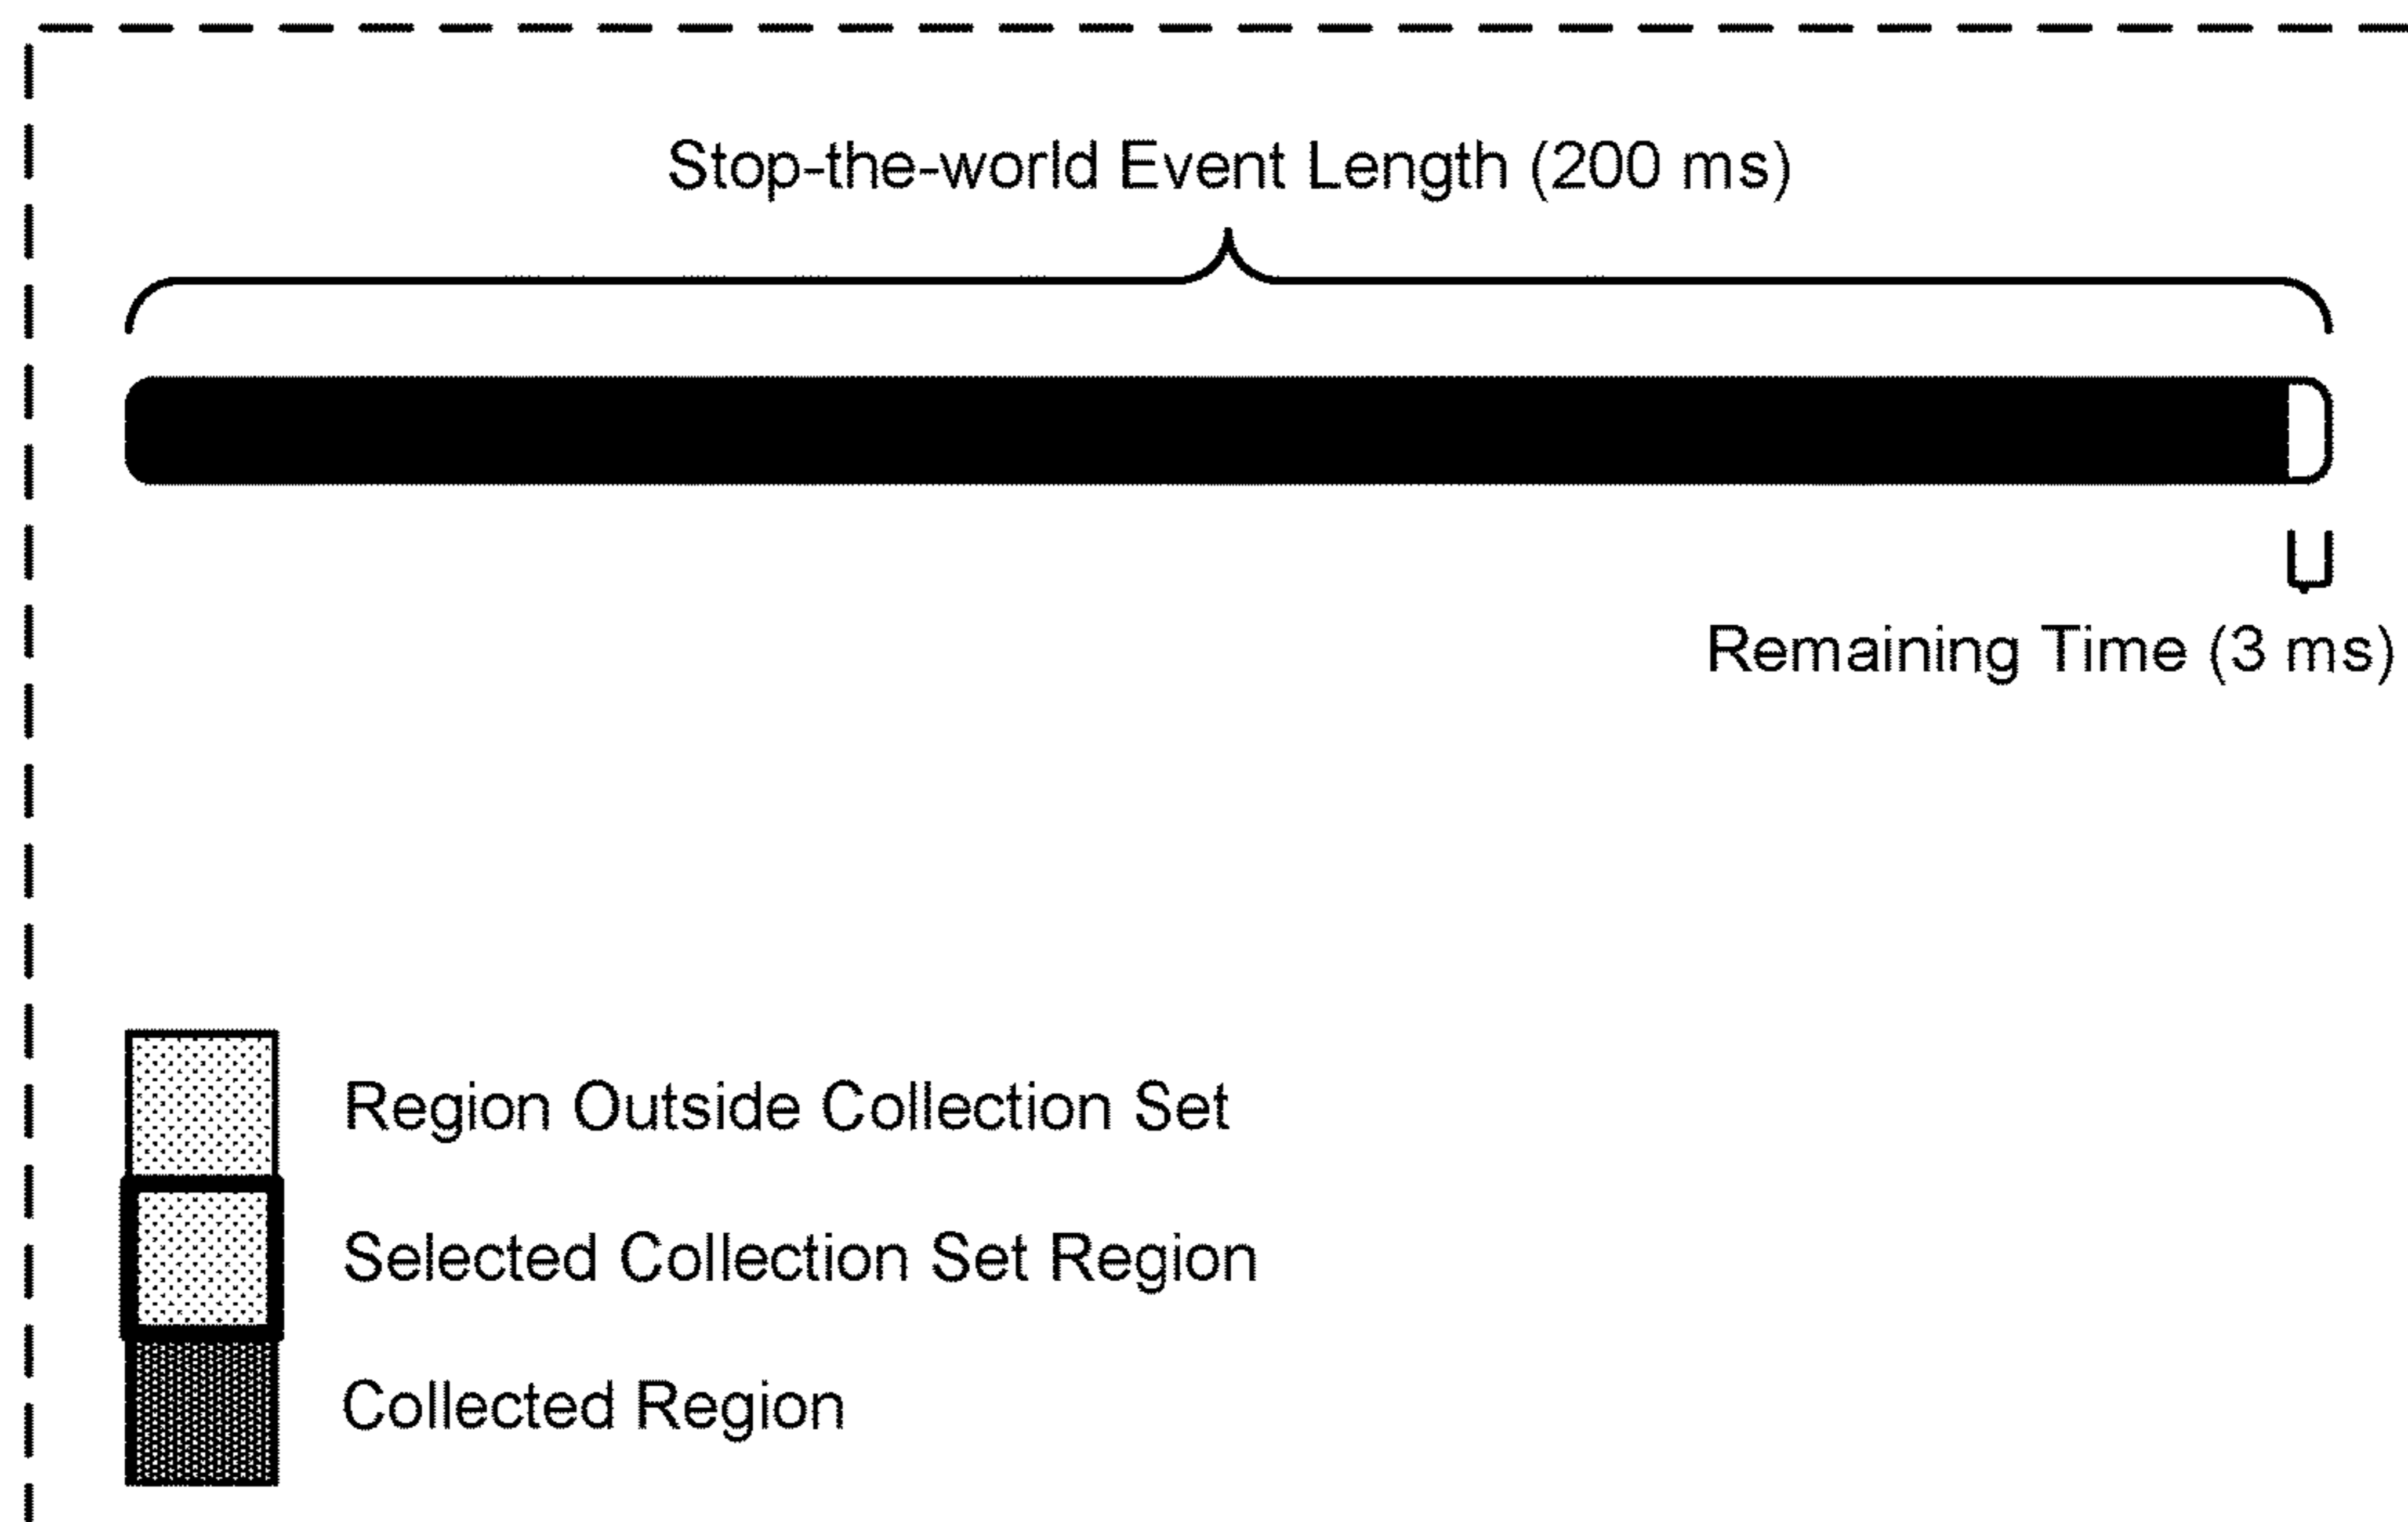 Stop-the-world Event Length (200 ms)
Remaining Time (3 ms)
Region Outside Collection Set
Selected Collection Set Region
Collected Region